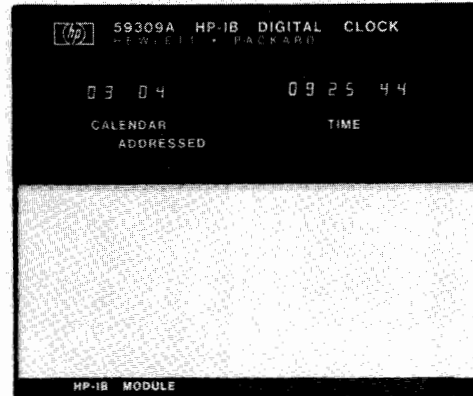 hp 59309A HP-IB DIGITAL CLOCK
HEWLETT • PACKARD
03 04 09 25 44
CALENDAR TIME
ADDRESSED
HP-IB MODULE